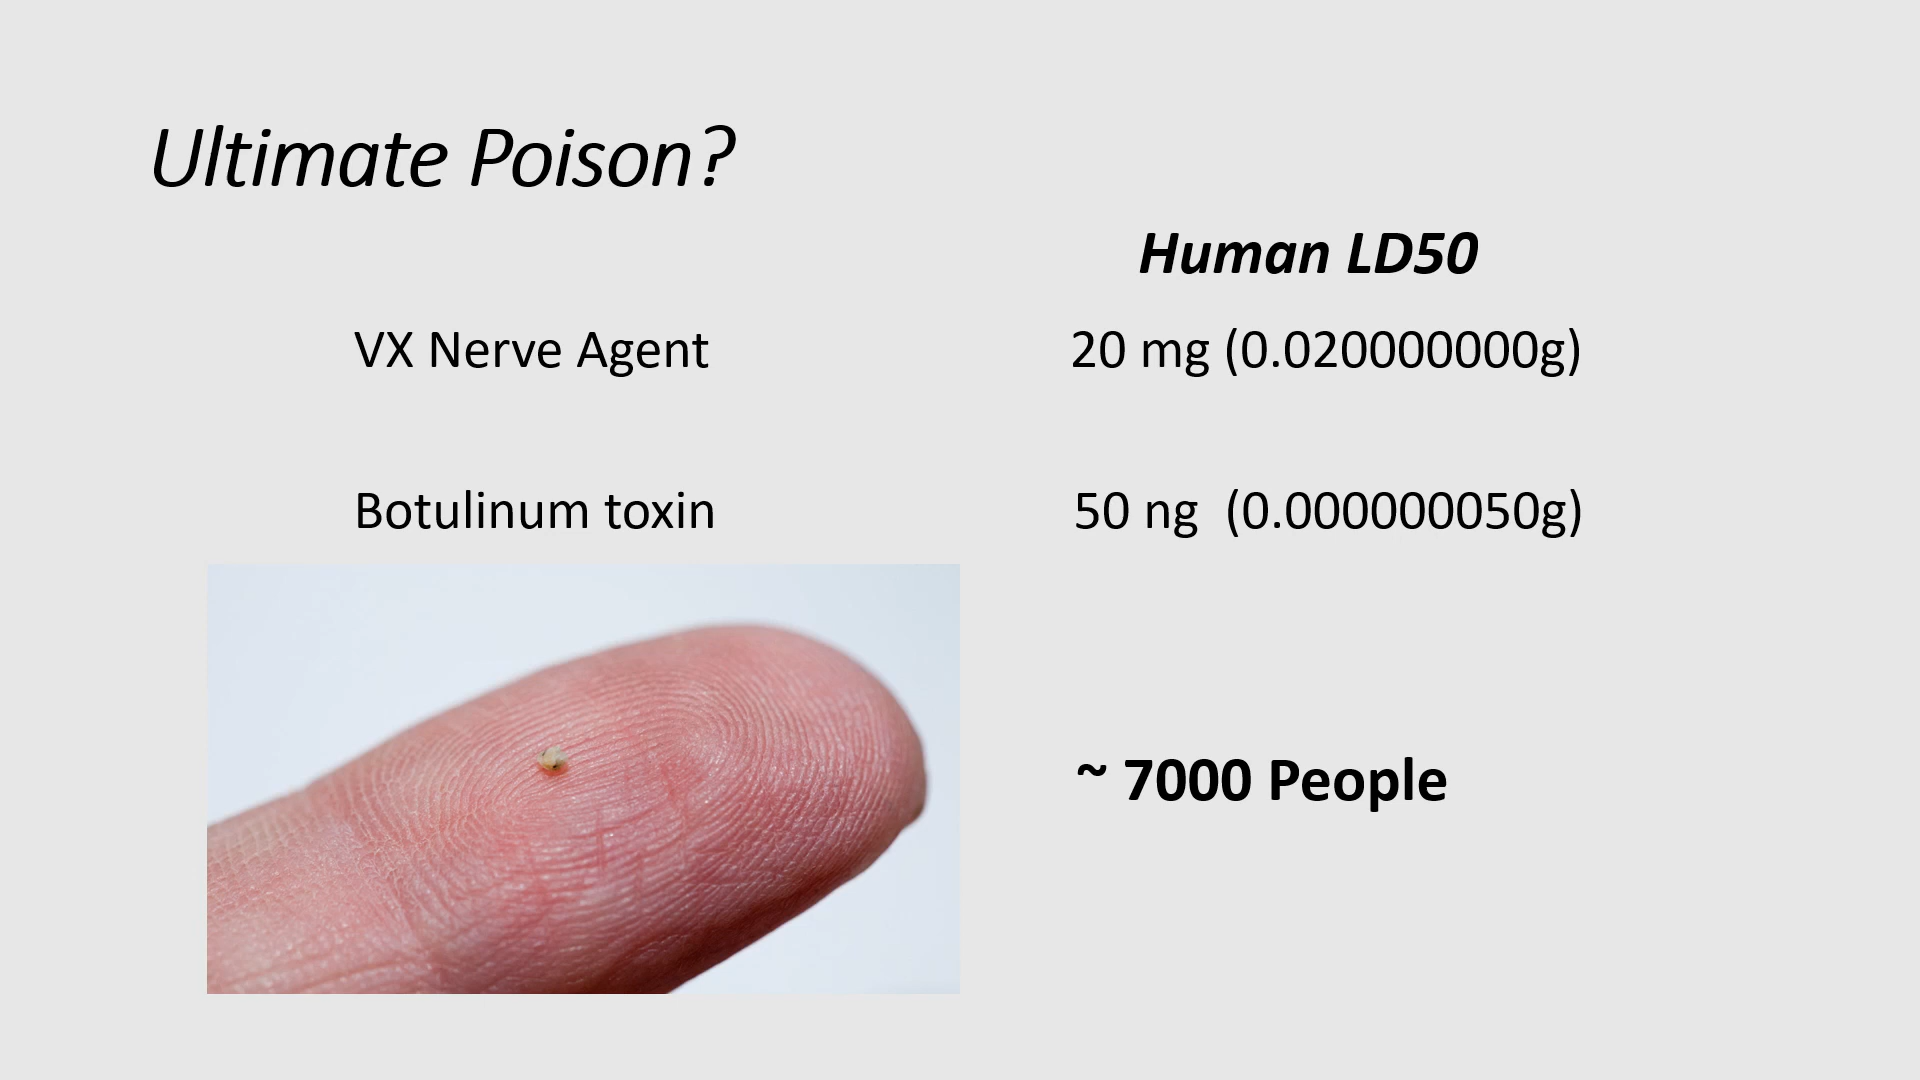 Ultimate Poison?
Human LD50
VX Nerve Agent 20 mg (0.020000000g)
Botulinum toxin 50 ng (0.000000050g)
~ 7000 People